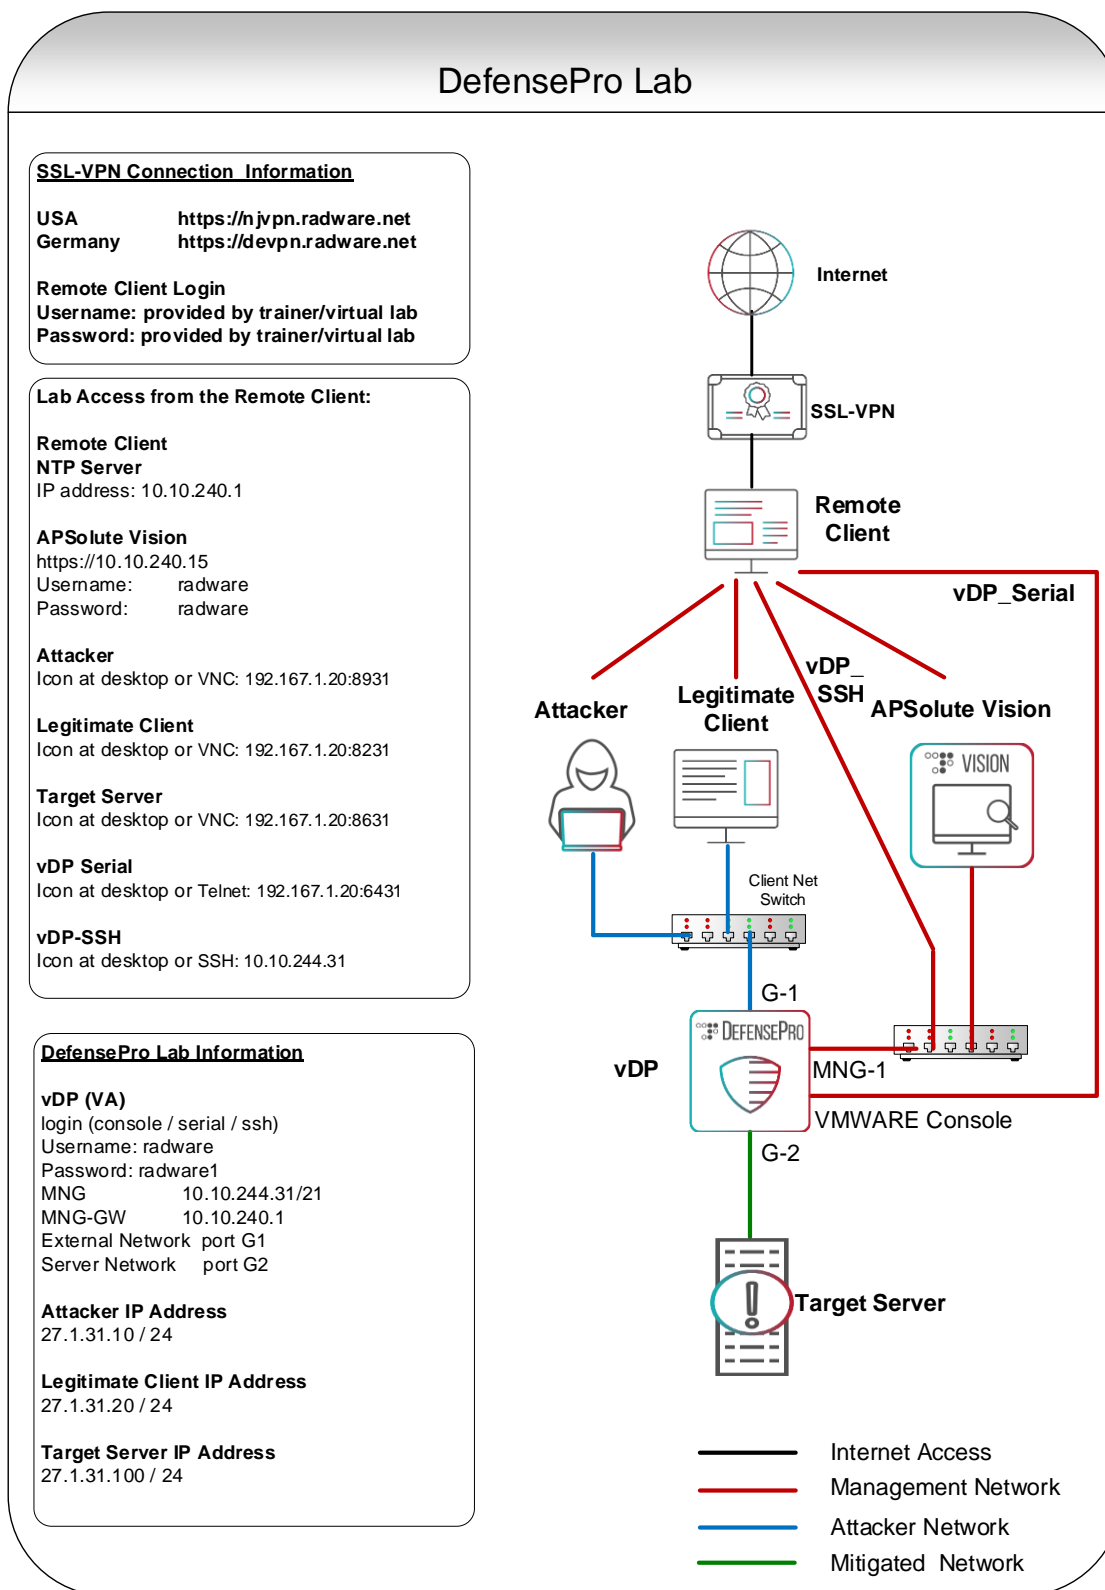 DefensePro Lab
SSL-VPN Connection Information
USA https://njvpn.radware.net
Germany https://devpn.radware.net
Remote Client Login
Username: provided by trainer/virtual lab
Password: provided by trainer/virtual lab
Lab Access from the Remote Client:
Remote Client
NTP Server
IP address: 10.10.240.1
APSolute Vision
https://10.10.240.15
Username: radware
Password: radware
Attacker
Icon at desktop or VNC: 192.167.1.20:8931
Legitimate Client
Icon at desktop or VNC: 192.167.1.20:8231
Target Server
Icon at desktop or VNC: 192.167.1.20:8631
vDP Serial
Icon at desktop or Telnet: 192.167.1.20:6431
vDP-SSH
Icon at desktop or SSH: 10.10.244.31
DefensePro Lab Information
vDP (VA)
login (console / serial / ssh)
Username: radware
Password: radware1
MNG 10.10.244.31/21
MNG-GW 10.10.240.1
External Network port G1
Server Network port G2
Attacker IP Address
27.1.31.10 / 24
Legitimate Client IP Address
27.1.31.20 / 24
Target Server IP Address
27.1.31.100 / 24
Internet
SSL-VPN
Remote
Client
vDP_Serial
vDP_
SSH
Attacker
Legitimate
Client
APSolute Vision
VISION
Client Net
Switch
G-1
DEFENSEPRO
vDP
MNG-1
VMWARE Console
G-2
Target Server
Internet Access
Management Network
Attacker Network
Mitigated Network